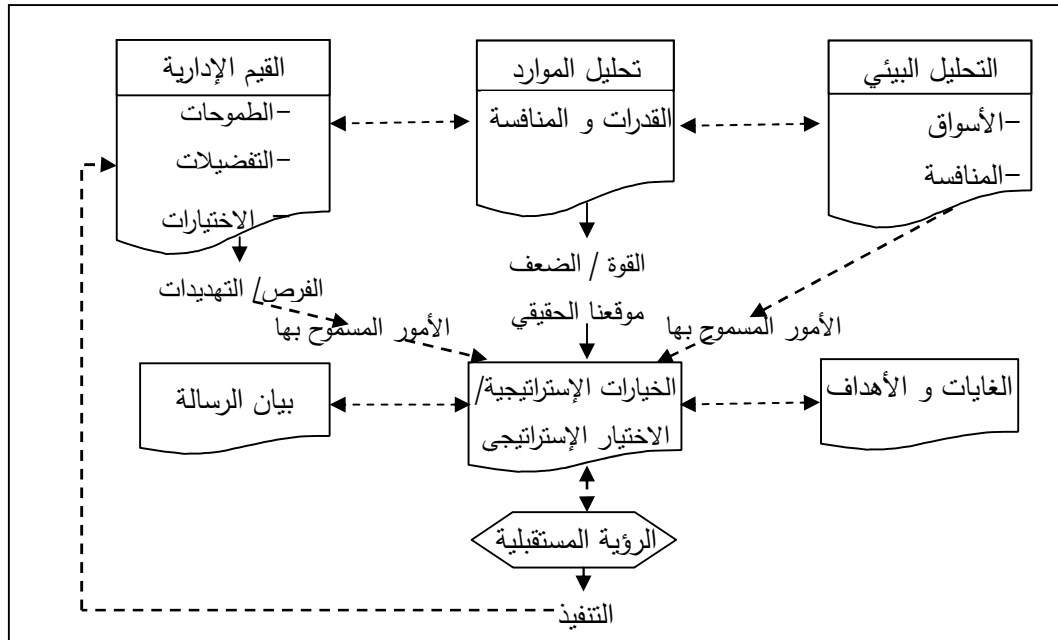 التحليل البيئي
-الأسواق
-المنافسة
تحليل الموارد
القدرات و المنافسة
القيم الإدارية
-الطموحات
-التفضيلات
- الاختيارات
القوة / الضعف
موقعنا الحقيقي
الفرص/ التهديدات
الأمور المسموح بها
الأمور المسموح بها
الغايات و الأهداف
الخيارات الإستراتيجية/
الاختيار الإستراتيجى
بيان الرسالة
الرؤية المستقبلية
التنفيذ